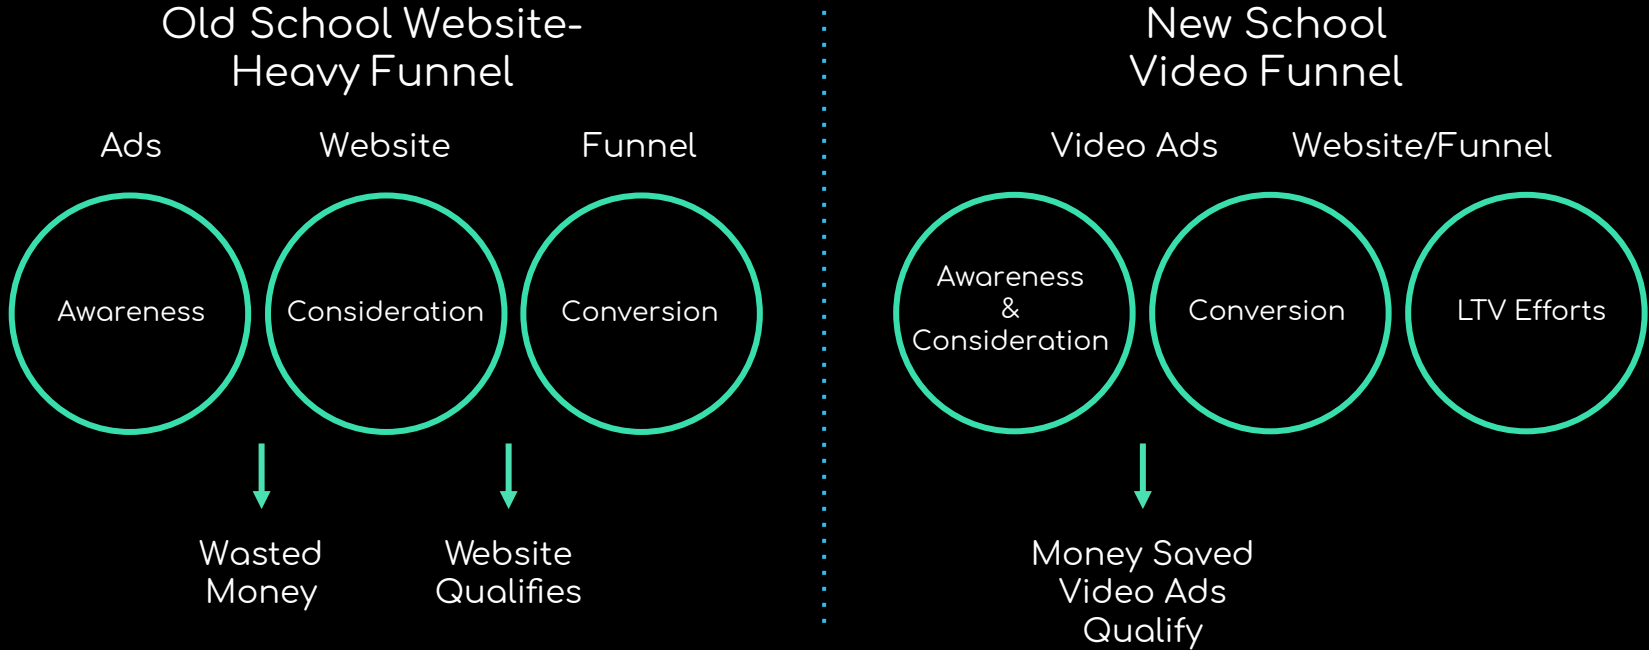 Old School Website-
Heavy Funnel
Ads
Website
Funnel
Awareness
Consideration
Conversion
Wasted
Money
Website
Qualifies
New School
Video Funnel
Video Ads
Website/Funnel
Awareness
&
Consideration
Conversion
LTV Efforts
Money Saved
Video Ads
Qualify